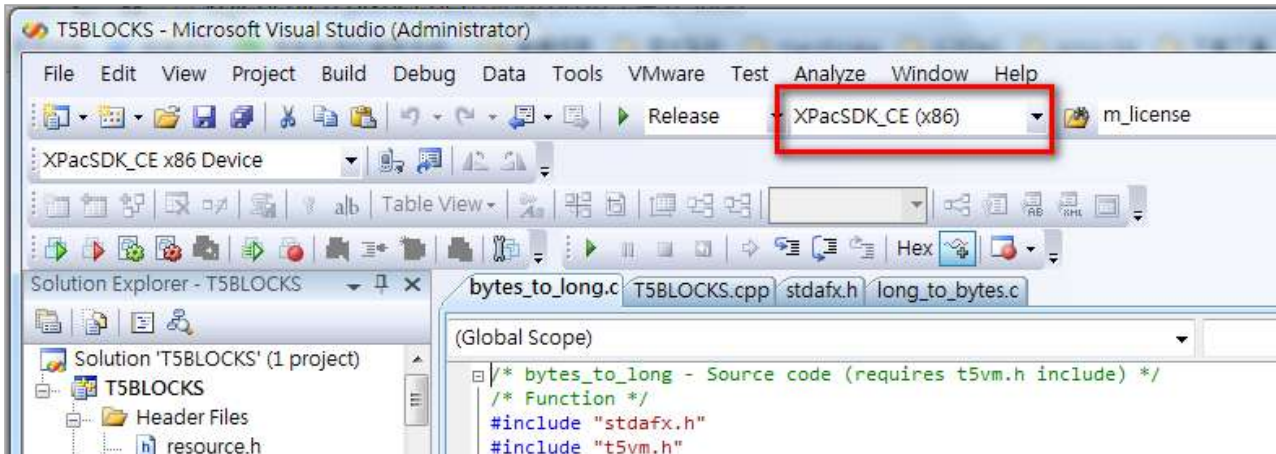 T5BLOCKS - Microsoft Visual Studio (Administrator)
File Edit View Project Build Debug Data Tools VMware Test Analyze Window Help
Release XPacSDK_CE (x86) m_license
XPacSDK_CE x86 Device
ab Table View
Hex
Solution Explorer - T5BLOCKS
bytes_to_long.c T5BLOCKS.cpp stdafx.h long_to_bytes.c
(Global Scope)
Solution 'T5BLOCKS' (1 project)
T5BLOCKS
Header Files
resource.h
/* bytes_to_long - Source code (requires t5vm.h include) */
/* Function */
#include "stdafx.h"
#include "t5vm.h"